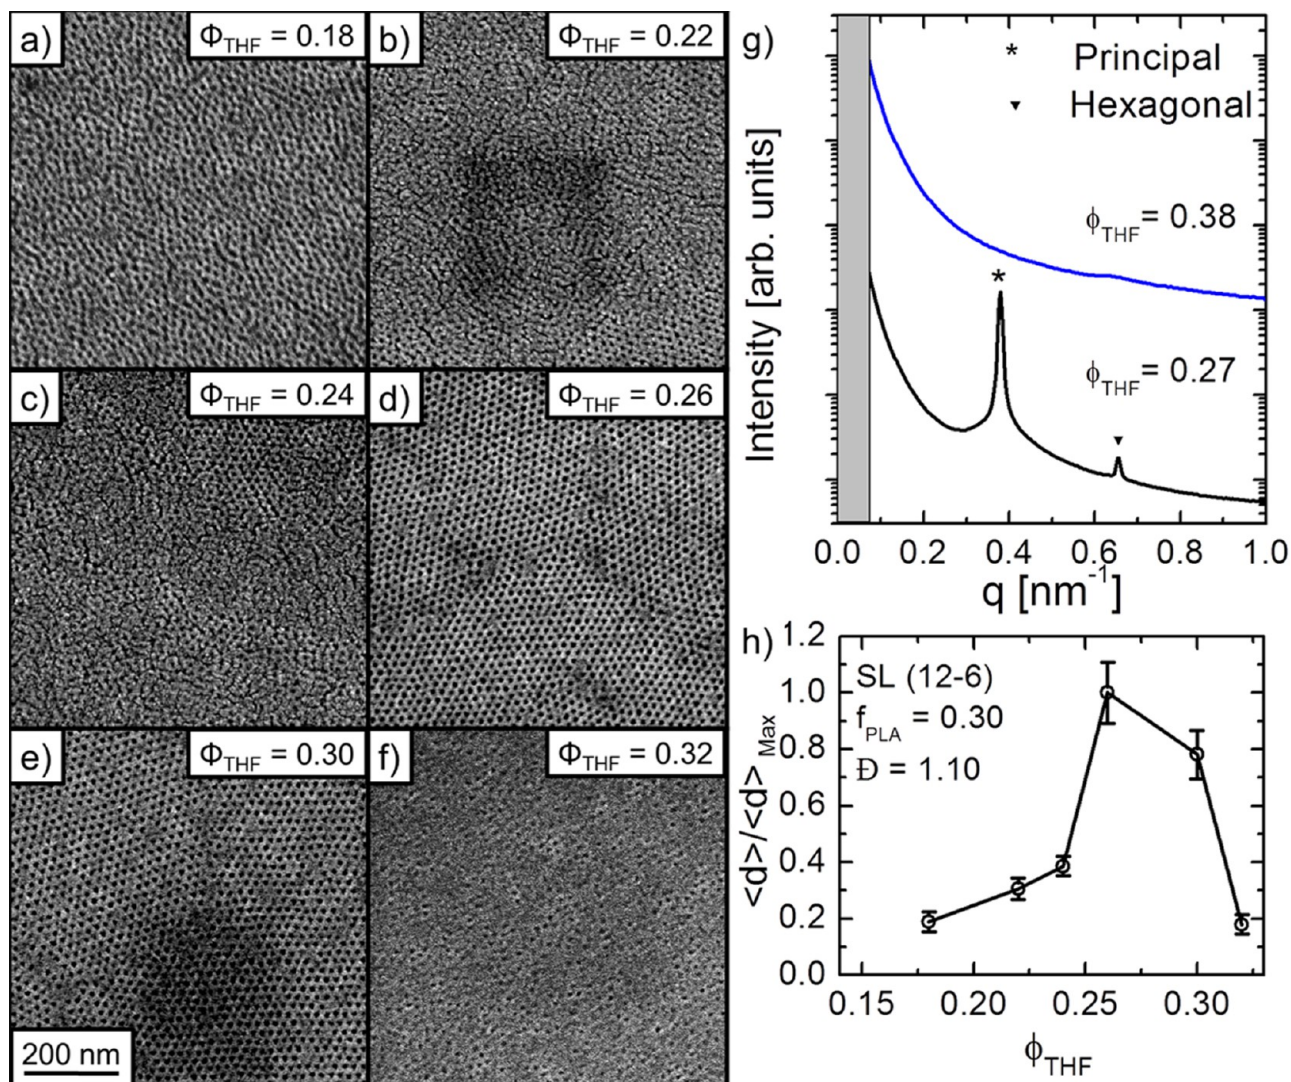 a)
Φ_THF = 0.18
b)
Φ_THF = 0.22
c)
Φ_THF = 0.24
d)
Φ_THF = 0.26
e)
Φ_THF = 0.30
f)
Φ_THF = 0.32
200 nm
g)
* Principal
▼ Hexagonal
ϕ_THF = 0.38
*
ϕ_THF = 0.27
▼
Intensity [arb. units]
0.0 0.2 0.4 0.6 0.8 1.0
q [nm⁻¹]
h)
SL (12-6)
f_PLA = 0.30
Đ = 1.10
<d>/<d>_Max
1.2
1.0
0.8
0.6
0.4
0.2
0.0
0.15 0.20 0.25 0.30
ϕ_THF